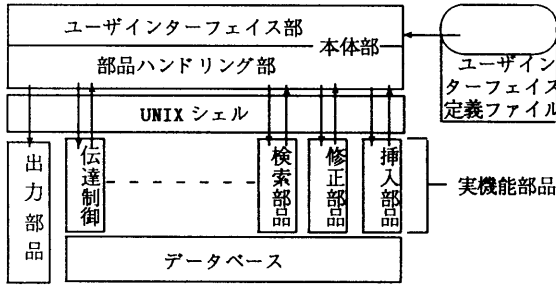 ユーザインターフェイス部
本体部
部品ハンドリング部
ユーザイン
ターフェイス
定義ファイル
UNIX シェル
出力部品
伝達制御
検索部品
修正部品
挿入部品
実機能部品
データベース